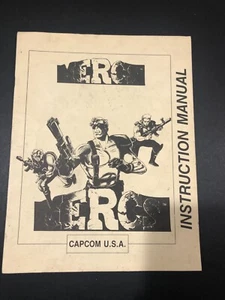 MERCS
MERCS
CAPCOM U.S.A.
INSTRUCTION MANUAL